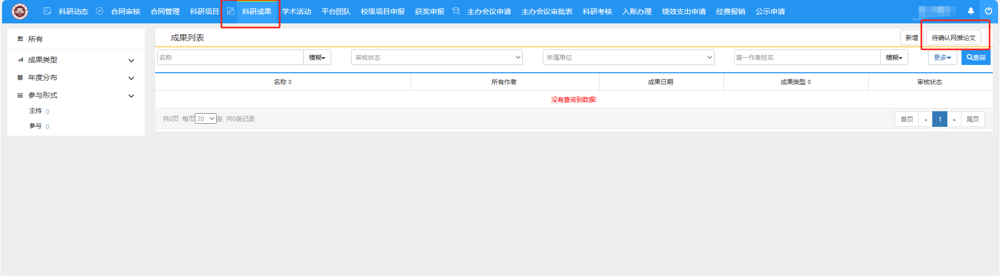 科研动态 合同审核 合同管理 科研项目 科研成果 学术活动 平台团队 校级项目申报 获奖申报 主办会议申请 主办会议审批表 科研考核 入账办理 绩效支出申请 经费报销 公示申请
所有
成果类型
年度分布
参与形式
主持 0
参与 0
成果列表 新增 待确认网推论文
名称 模糊 审核状态 所属单位 第一作者姓名 模糊 更多 查询
名称 所有作者 成果日期 成果类型 审核状态
没有查询到数据!
共0页 每页 20 条 共0条记录 首页 « 1 » 尾页